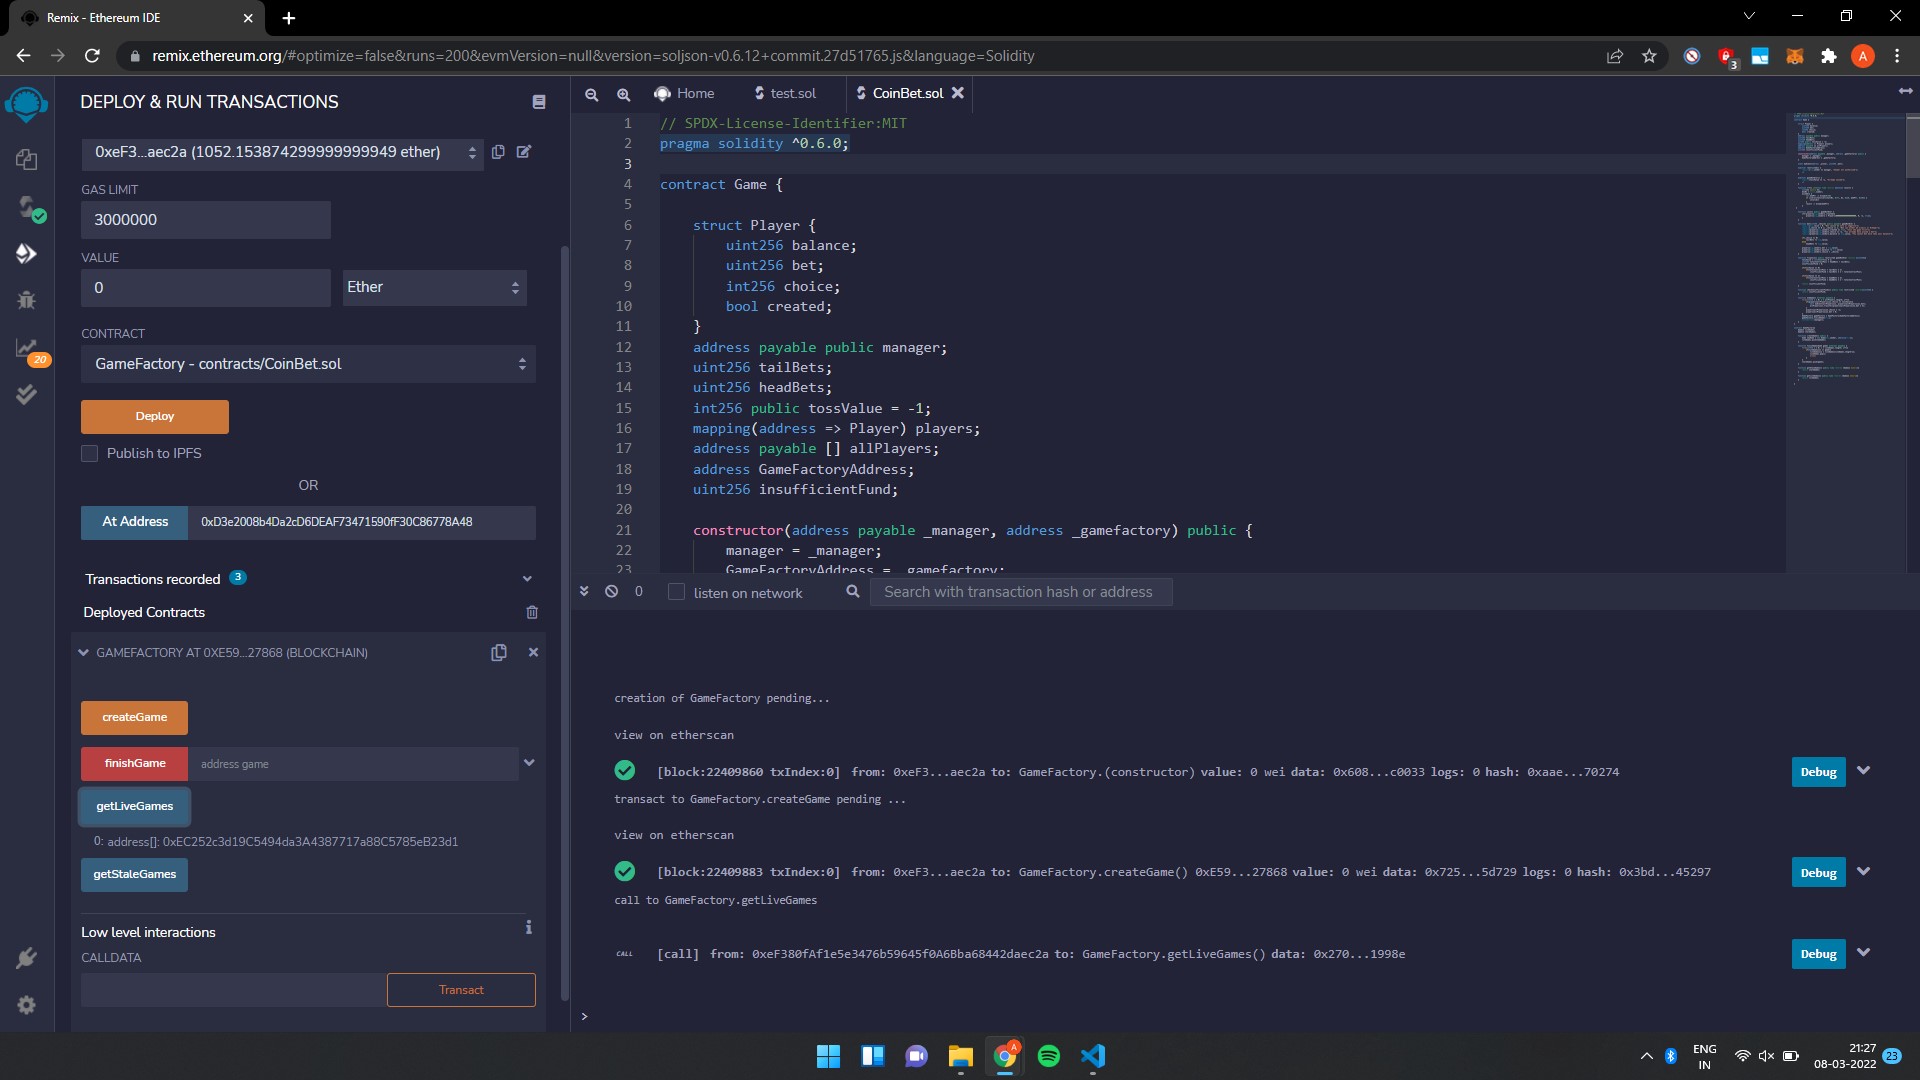 Remix - Ethereum IDE
remix.ethereum.org/#optimize=false&runs=200&evmVersion=null&version=soljson-v0.6.12+commit.27d51765.js&language=Solidity
3
A
DEPLOY & RUN TRANSACTIONS
0xeF3...aec2a (1052.153874299999999949 ether)
GAS LIMIT
3000000
VALUE
0
Ether
CONTRACT
GameFactory - contracts/CoinBet.sol
Deploy
Publish to IPFS
OR
At Address
0xD3e2008b4Da2cD6DEAF73471590fF30C86778A48
Transactions recorded 3
Deployed Contracts
GAMEFACTORY AT 0XE59...27868 (BLOCKCHAIN)
createGame
finishGame
address game
getLiveGames
0: address[]: 0xEC252c3d19C5494da3A4387717a88C5785eB23d1
getStaleGames
Low level interactions
CALLDATA
Transact
20
Home
test.sol
CoinBet.sol
1 // SPDX-License-Identifier:MIT
2 pragma solidity ^0.6.0;
3
4 contract Game {
5
6 struct Player {
7 uint256 balance;
8 uint256 bet;
9 int256 choice;
10 bool created;
11 }
12 address payable public manager;
13 uint256 tailBets;
14 uint256 headBets;
15 int256 public tossValue = -1;
16 mapping(address => Player) players;
17 address payable [] allPlayers;
18 address GameFactoryAddress;
19 uint256 insufficientFund;
20
21 constructor(address payable _manager, address _gamefactory) public {
22 manager = _manager;
23 GameFactoryAddress = _gamefactory;
0
listen on network
Search with transaction hash or address
creation of GameFactory pending...
view on etherscan
[block:22409860 txIndex:0] from: 0xeF3...aec2a to: GameFactory.(constructor) value: 0 wei data: 0x608...c0033 logs: 0 hash: 0xaae...70274
Debug
transact to GameFactory.createGame pending ...
view on etherscan
[block:22409883 txIndex:0] from: 0xeF3...aec2a to: GameFactory.createGame() 0xE59...27868 value: 0 wei data: 0x725...5d729 logs: 0 hash: 0x3bd...45297
Debug
call to GameFactory.getLiveGames
CALL [call] from: 0xeF380fAf1e5e3476b59645f0A6Bba68442daec2a to: GameFactory.getLiveGames() data: 0x270...1998e
Debug
>
A
ENG
IN
21:27
08-03-2022
23